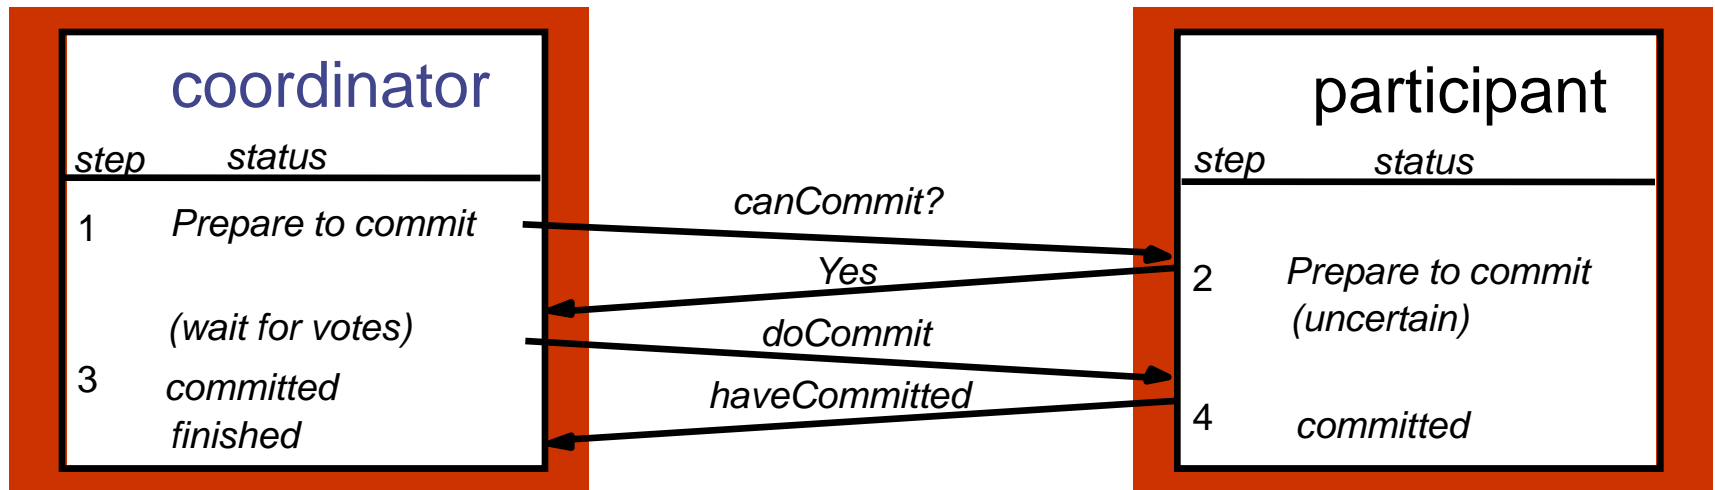 coordinator
step status
1 Prepare to commit
(wait for votes)
3 committed
finished
canCommit?
Yes
doCommit
haveCommitted
participant
step status
2 Prepare to commit
(uncertain)
4 committed